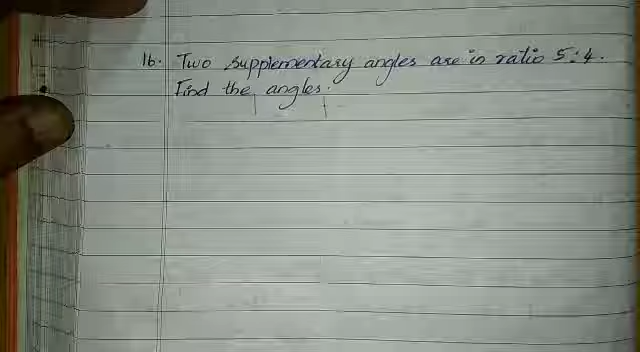 16. Two supplementary angles are in ratio 5:4.
Find the angles.